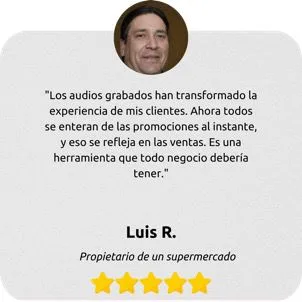 "Los audios grabados han transformado la
experiencia de mis clientes. Ahora todos
se enteran de las promociones al instante,
y eso se refleja en las ventas. Es una
herramienta que todo negocio debería
tener."
Luis R.
Propietario de un supermercado